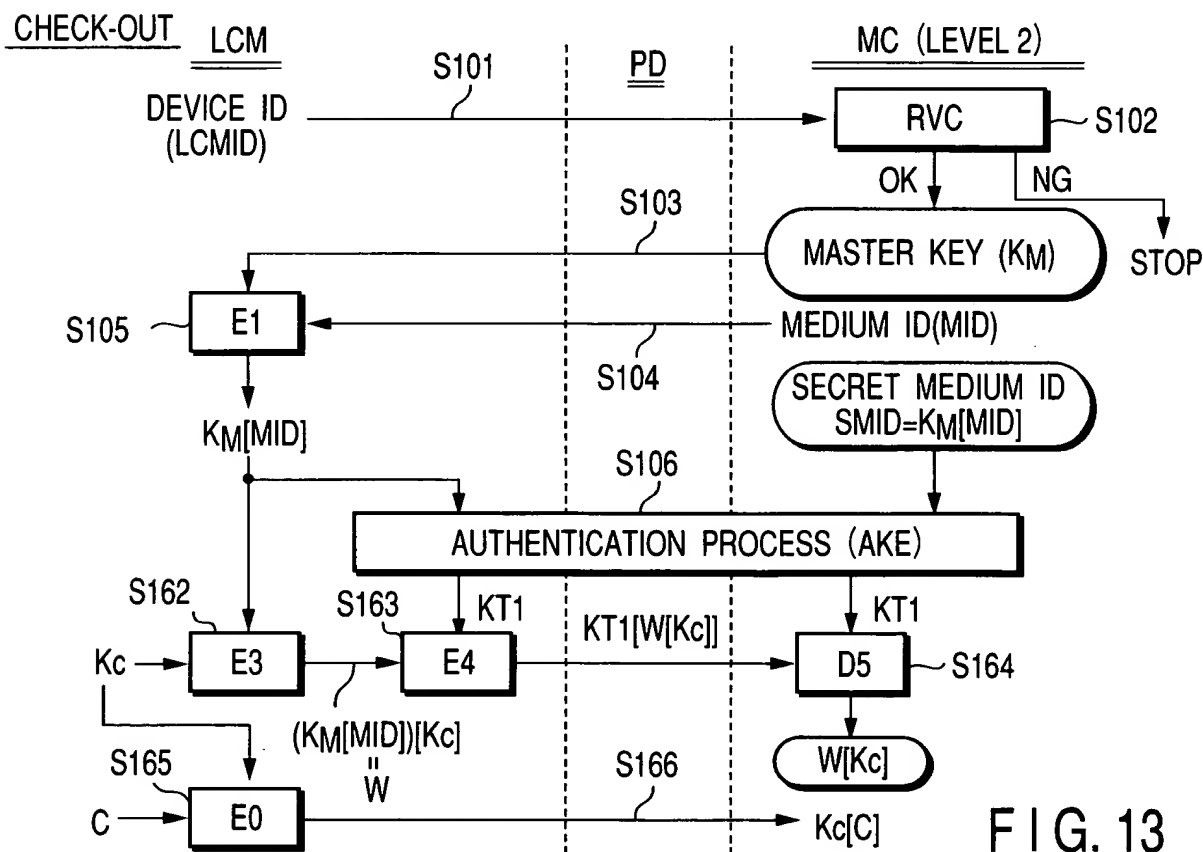 CHECK-OUT
LCM
PD
MC (LEVEL 2)
S101
DEVICE ID
(LCMID)
RVC
S102
OK
NG
S103
MASTER KEY (KM)
STOP
E1
S105
MEDIUM ID(MID)
S104
SECRET MEDIUM ID
SMID=KM[MID]
KM[MID]
S106
AUTHENTICATION PROCESS (AKE)
S162
S163
KT1
KT1[W[Kc]]
KT1
Kc
E3
E4
D5
S164
(KM[MID])[Kc]
"
W
W[Kc]
S165
S166
C
E0
Kc[C]
FIG. 13